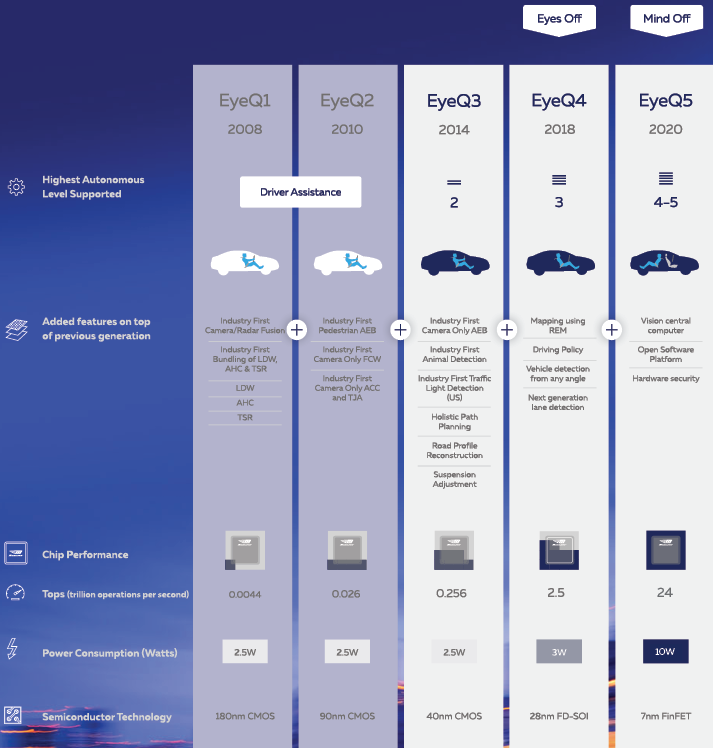 Eyes Off
Mind Off
EyeQ1
EyeQ2
EyeQ3
EyeQ4
EyeQ5
2008
2010
2014
2018
2020
Highest Autonomous
Level Supported
Driver Assistance
2
3
4-5
Added features on top
of previous generation
Industry First
Camera/Radar Fusion
Industry First
Bundling of LDW,
AHC & TSR
LDW
AHC
TSR
+
Industry First
Pedestrian AEB
Industry First
Camera Only FCW
Industry First
Camera Only ACC
and TJA
+
Industry First
Camera Only AEB
Industry First
Animal Detection
Industry First Traffic
Light Detection
(US)
Holistic Path
Planning
Road Profile
Reconstruction
Suspension
Adjustment
+
Mapping using
REM
Driving Policy
Vehicle detection
from any angle
Next generation
lane detection
+
Vision central
computer
Open Software
Platform
Hardware security
Chip Performance
Tops (trillion operations per second)
0.0044
0.026
0.256
2.5
24
Power Consumption (Watts)
2.5W
2.5W
2.5W
3W
10W
Semiconductor Technology
180nm CMOS
90nm CMOS
40nm CMOS
28nm FD-SOI
7nm FinFET